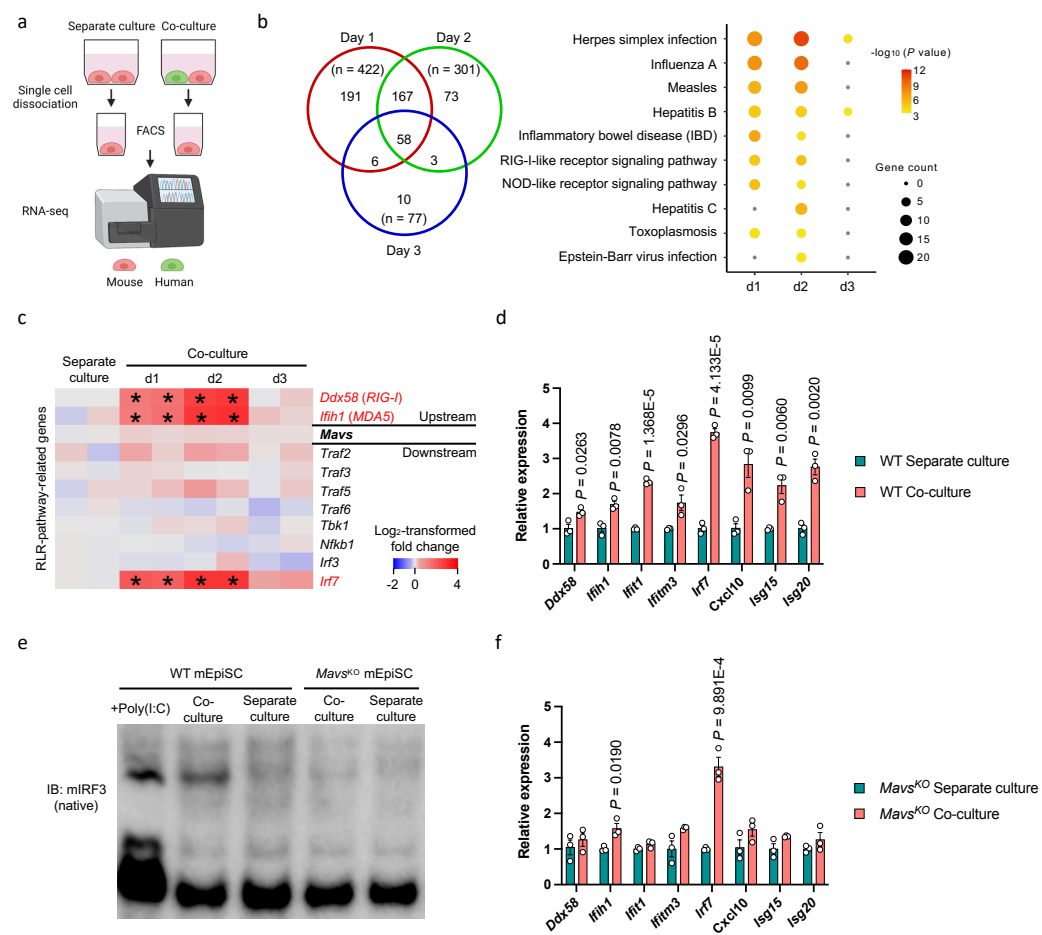 a
Separate culture
Co-culture
Single cell
dissociation
FACS
RNA-seq
Mouse
Human
b
Day 1
Day 2
(n = 422)
(n = 301)
191
167
73
58
6
3
10
(n = 77)
Day 3
Herpes simplex infection
Influenza A
Measles
Hepatitis B
Inflammatory bowel disease (IBD)
RIG-I-like receptor signaling pathway
NOD-like receptor signaling pathway
Hepatitis C
Toxoplasmosis
Epstein-Barr virus infection
d1
d2
d3
-log10 (P value)
12
9
6
3
Gene count
0
5
10
15
20
c
Separate
culture
Co-culture
d1
d2
d3
RLR-pathway-related genes
* * * *
* * * *
* * * *
Ddx58 (RIG-I)
Ifih1 (MDA5)
Upstream
Mavs
Traf2
Downstream
Traf3
Traf5
Traf6
Tbk1
Nfkb1
Irf3
Irf7
Log2-transformed
fold change
-2
0
4
d
Relative expression
5
4
3
2
1
0
P = 0.0263
P = 0.0078
P = 1.368E-5
P = 0.0296
P = 4.133E-5
P = 0.0099
P = 0.0060
P = 0.0020
Ddx58
Ifih1
Ifit1
Ifitm3
Irf7
Cxcl10
Isg15
Isg20
WT Separate culture
WT Co-culture
e
WT mEpiSC
MavsKO mEpiSC
+Poly(I:C)
Co-
culture
Separate
culture
Co-
culture
Separate
culture
IB: mIRF3
(native)
f
Relative expression
5
4
3
2
1
0
P = 0.0190
P = 9.891E-4
Ddx58
Ifih1
Ifit1
Ifitm3
Irf7
Cxcl10
Isg15
Isg20
MavsKO Separate culture
MavsKO Co-culture